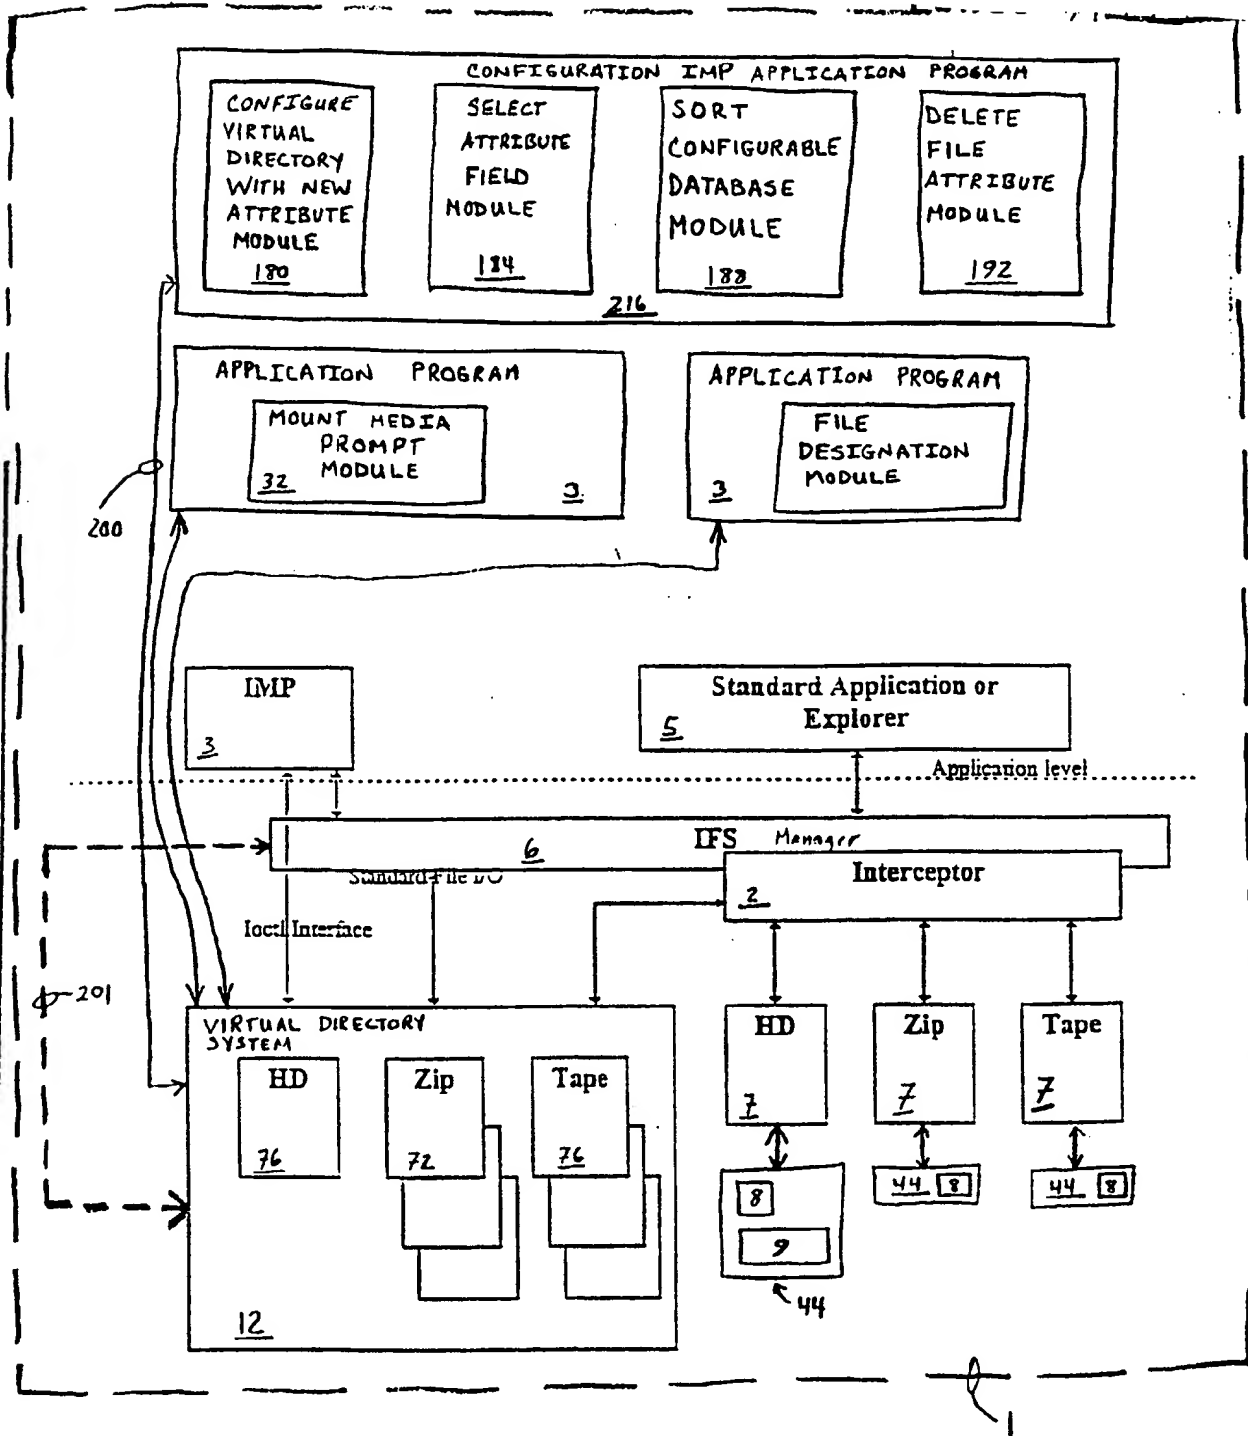 CONFIGURATION IMP APPLICATION PROGRAM
CONFIGURE
VIRTUAL
DIRECTORY
WITH NEW
ATTRIBUTE
MODULE
180
SELECT
ATTRIBUTE
FIELD
MODULE
184
SORT
CONFIGURABLE
DATABASE
MODULE
188
DELETE
FILE
ATTRIBUTE
MODULE
192
216
APPLICATION PROGRAM
MOUNT MEDIA
PROMPT
MODULE
32
3
APPLICATION PROGRAM
FILE
DESIGNATION
MODULE
3
200
IMP
3
Standard Application or
Explorer
5
Application level
IFS Manager
6
Interceptor
2
Standard File I/O
Ioctl Interface
201
VIRTUAL DIRECTORY
SYSTEM
HD
76
Zip
72
Tape
76
12
HD
7
Zip
7
Tape
7
8
9
44
44 8
44 8
1